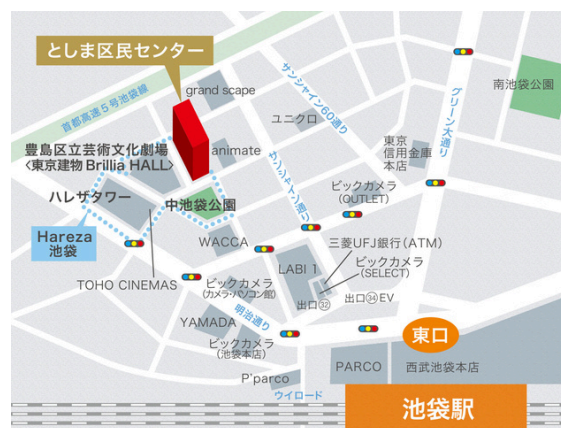 としま区民センター
首都高速5号池袋線
grand scape
サンシャイン60通り
グリーン大通り
南池袋公園
ユニクロ
豊島区立芸術文化劇場
〈東京建物 Brillia HALL〉
animate
サンシャイン通り
東京
信用金庫
本店
ハレザタワー
中池袋公園
ビックカメラ
(OUTLET)
Hareza
池袋
WACCA
三菱UFJ銀行(ATM)
ビックカメラ
(SELECT)
LABI 1
TOHO CINEMAS
ビックカメラ
(カメラ・パソコン館)
出口㉜
出口㉞EV
YAMADA
明治通り
ビックカメラ
(池袋本店)
東口
PARCO
西武池袋本店
P'parco
ウイロード
池袋駅